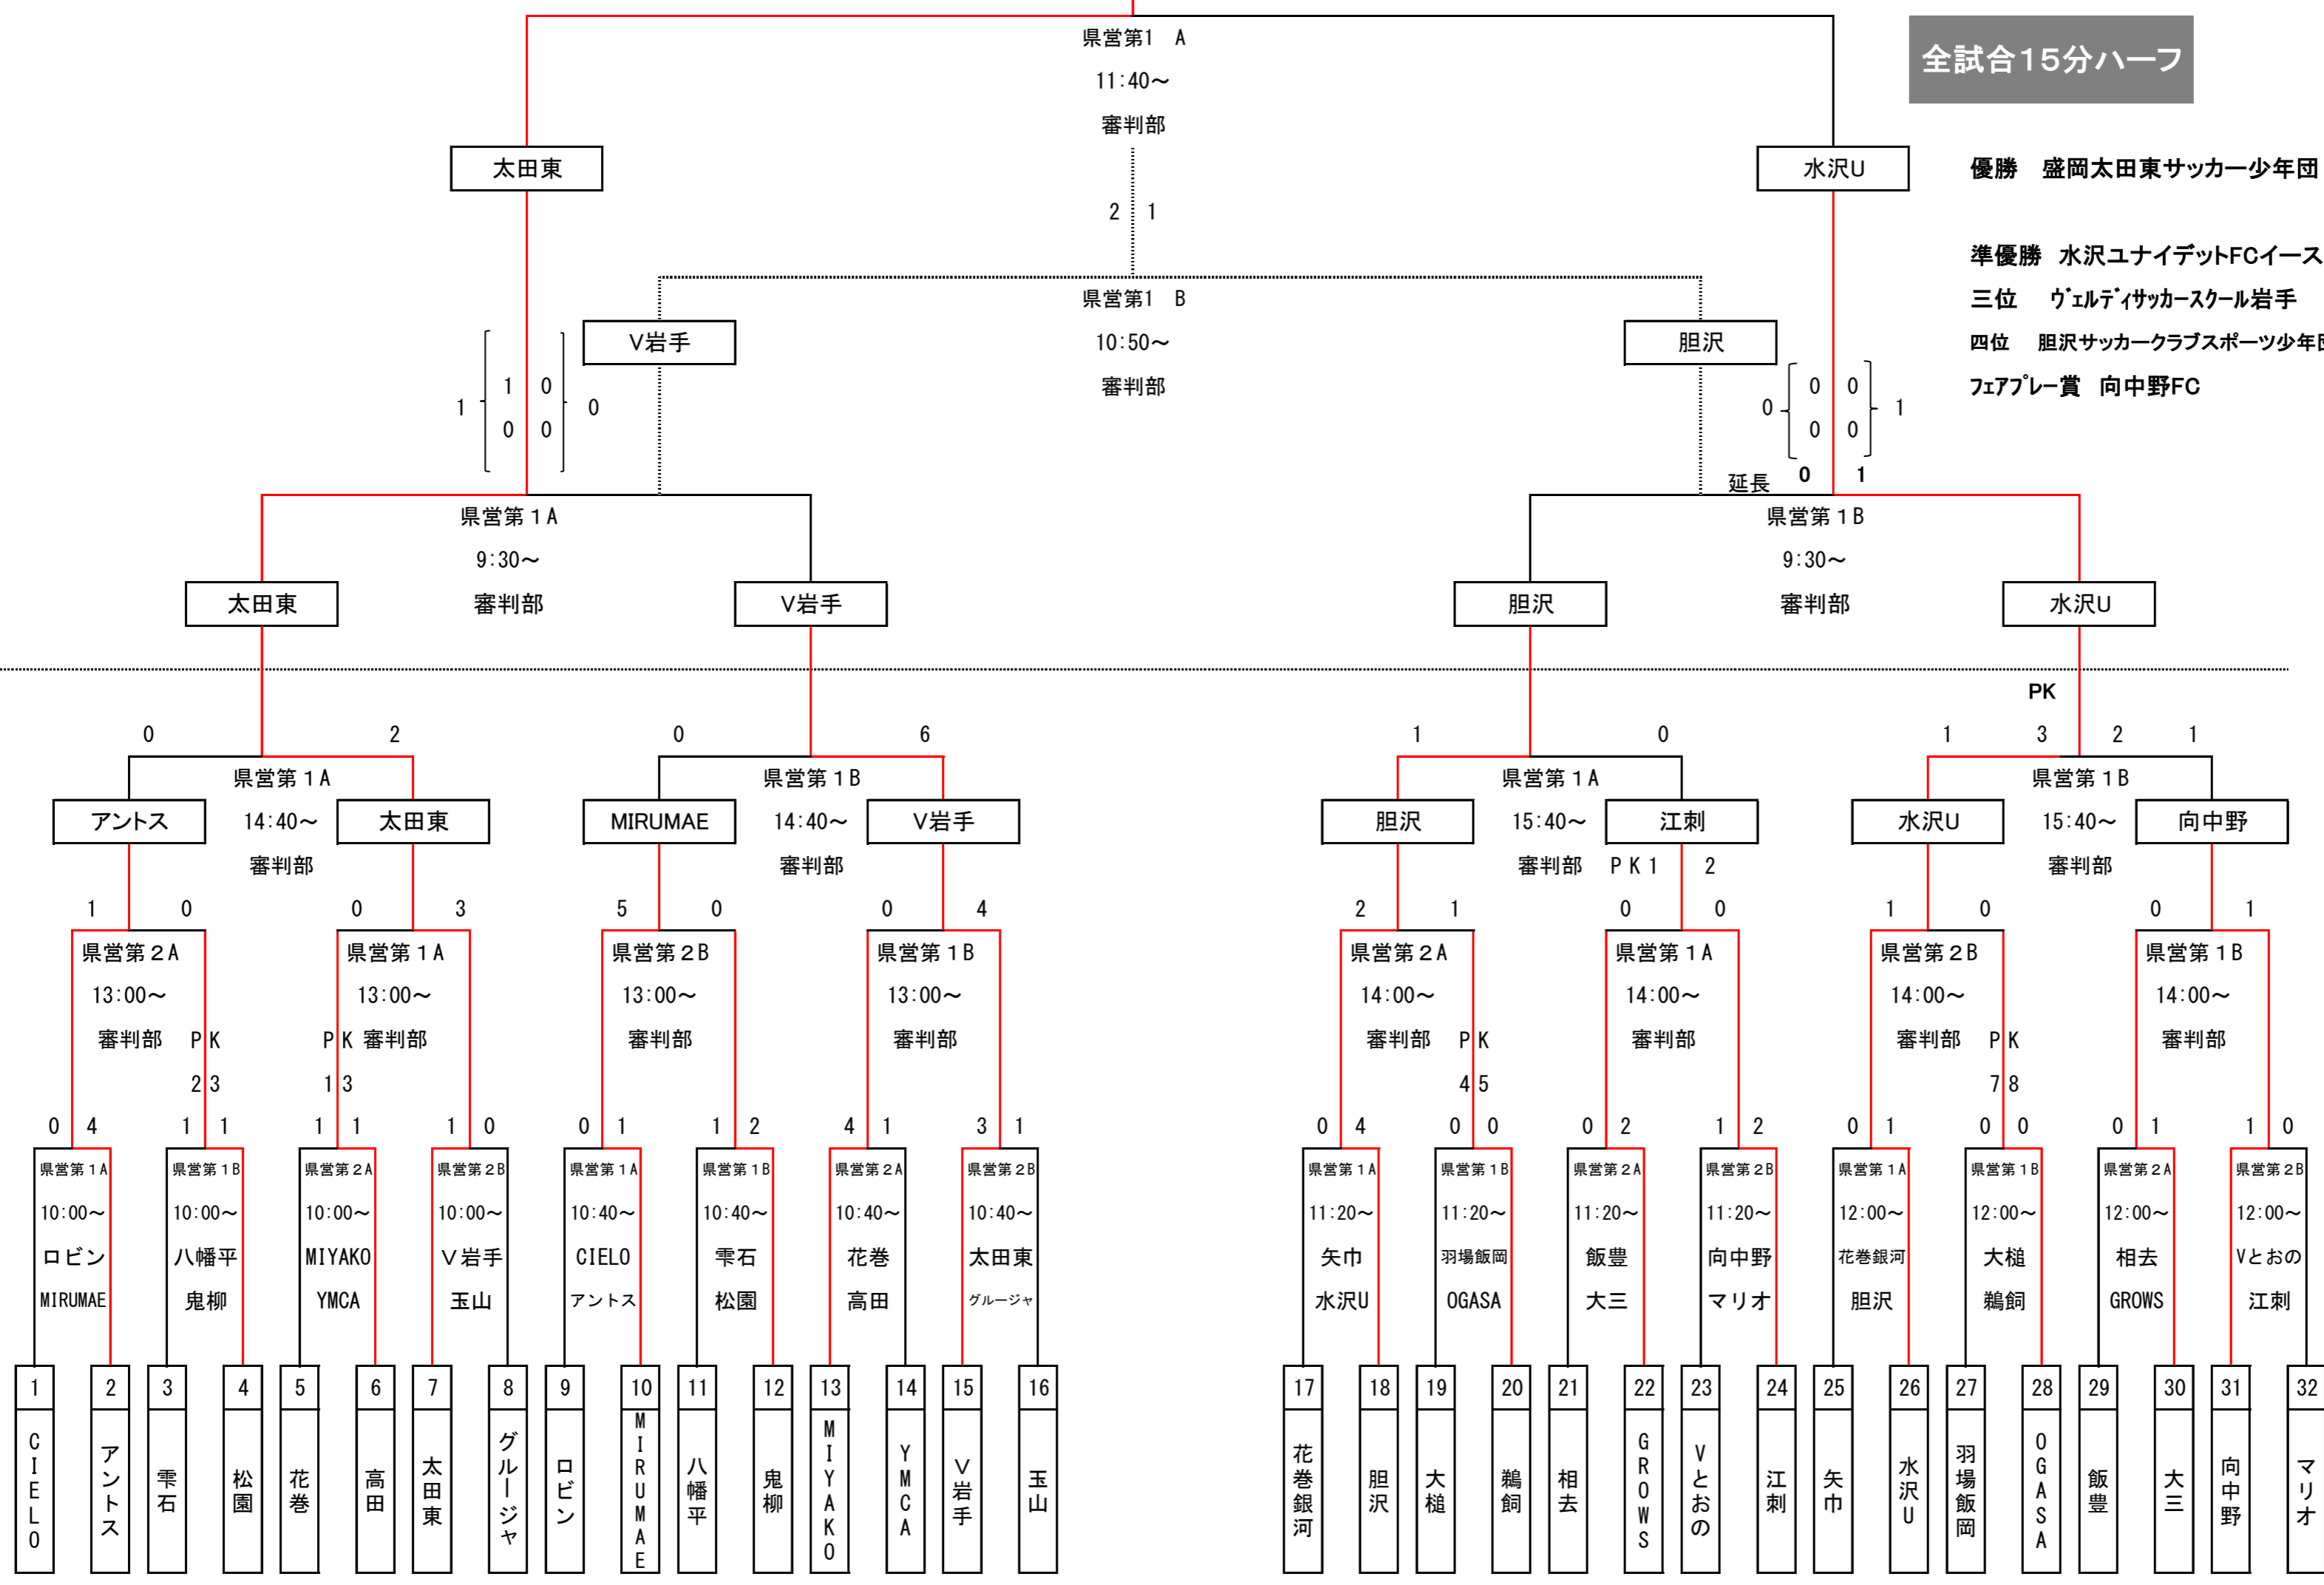 県営第1 A
全試合15分ハーフ
11:40～
審判部
太田東
水沢U
優勝 盛岡太田東サッカー少年団
2 1
準優勝 水沢ユナイデットFCイース
県営第1 B
三位 ヴェルディサッカースクール岩手
V岩手
10:50～
胆沢
四位 胆沢サッカークラブスポーツ少年団
審判部
フェアプレー賞 向中野FC
1 0
1 0
0 0
0 0
0 1
0 0
延長 0 1
県営第1A
県営第1B
9:30～
9:30～
太田東
審判部
V岩手
胆沢
審判部
水沢U
PK
0 2 0 6 1 0 1 3 2 1
県営第1A 県営第1B 県営第1A 県営第1B
アントス 14:40～ 太田東 MIRUMAE 14:40～ V岩手 胆沢 15:40～ 江刺 水沢U 15:40～ 向中野
審判部 審判部 審判部 PK1 2 審判部
1 0 0 3 5 0 0 4 2 1 0 0 1 0 0 1
県営第2A 県営第1A 県営第2B 県営第1B 県営第2A 県営第1A 県営第2B 県営第1B
13:00～ 13:00～ 13:00～ 13:00～ 14:00～ 14:00～ 14:00～ 14:00～
審判部 PK PK 審判部 審判部 審判部 審判部 PK 審判部 審判部 PK 審判部
2 3 1 3 4 5 7 8
0 4 1 1 1 1 1 0 0 1 1 2 4 1 3 1 0 4 0 0 0 2 1 2 0 1 0 0 0 1 1 0
県営第1A 県営第1B 県営第2A 県営第2B 県営第1A 県営第1B 県営第2A 県営第2B 県営第1A 県営第1B 県営第2A 県営第2B 県営第1A 県営第1B 県営第2A 県営第2B
10:00～ 10:00～ 10:00～ 10:00～ 10:40～ 10:40～ 10:40～ 10:40～ 11:20～ 11:20～ 11:20～ 11:20～ 12:00～ 12:00～ 12:00～ 12:00～
ロビン 八幡平 MIYAKO V岩手 CIELO 雫石 花巻 太田東 矢巾 羽場飯岡 飯豊 向中野 花巻銀河 大槌 相去 Vとおの
MIRUMAE 鬼柳 YMCA 玉山 アントス 松園 高田 グルージャ 水沢U OGASA 大三 マリオ 胆沢 鵜飼 GROWS 江刺
1 2 3 4 5 6 7 8 9 10 11 12 13 14 15 16 17 18 19 20 21 22 23 24 25 26 27 28 29 30 31 32
CIELO アントス 雫石 松園 花巻 高田 太田東 グルージャ ロビン MIRUMAE 八幡平 鬼柳 MIYAKO YMCA V岩手 玉山 花巻銀河 胆沢 大槌 鵜飼 相去 GROWS Vとおの 江刺 矢巾 水沢U 羽場飯岡 OGASA 飯豊 大三 向中野 マリオ